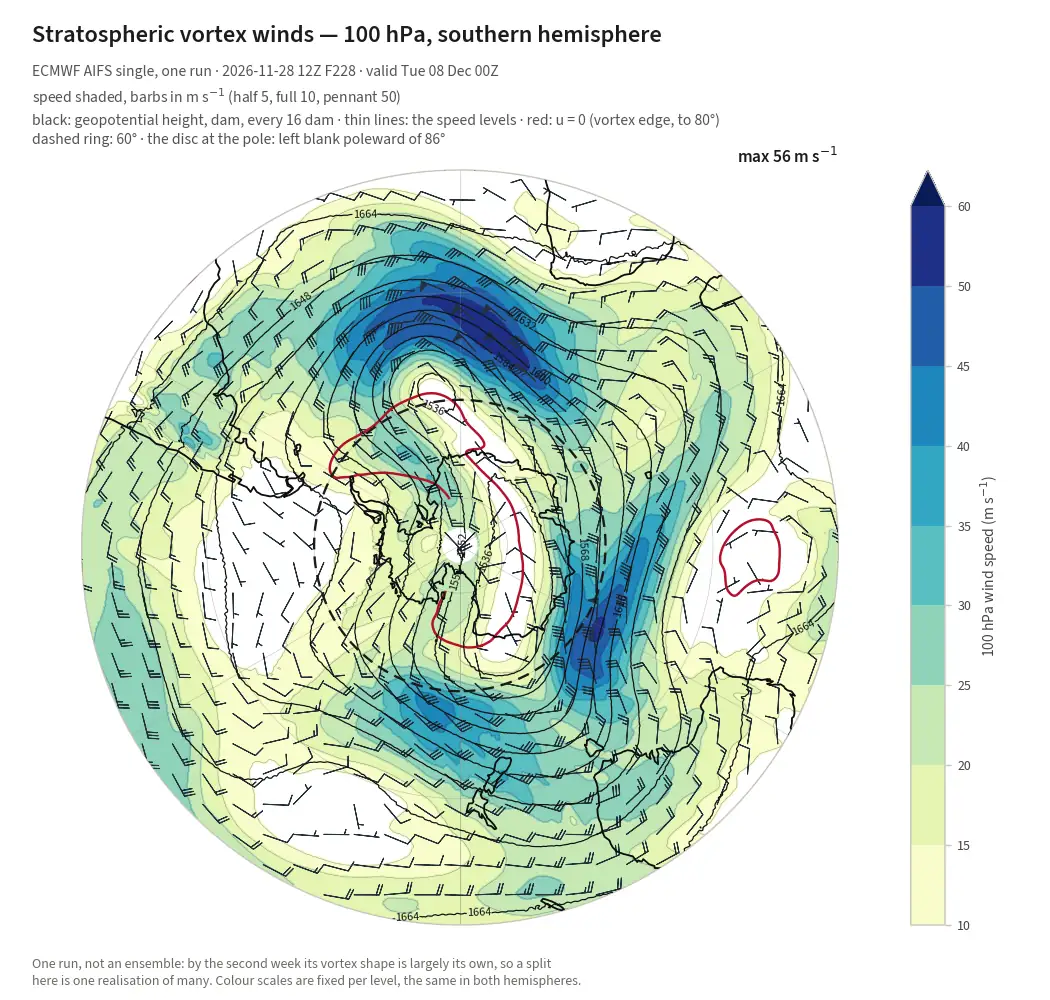 Stratospheric vortex winds — 100 hPa, southern hemisphere
ECMWF AIFS single, one run · 2026-11-28 12Z F228 · valid Tue 08 Dec 00Z
speed shaded, barbs in m s⁻¹ (half 5, full 10, pennant 50)
black: geopotential height, dam, every 16 dam · thin lines: the speed levels · red: u = 0 (vortex edge, to 80°)
dashed ring: 60° · the disc at the pole: left blank poleward of 86°
max 56 m s⁻¹
60
50
45
40
35
30
25
20
15
10
100 hPa wind speed (m s⁻¹)
1664
1648
1536
1664
1568
1664
1664
1664
One run, not an ensemble: by the second week its vortex shape is largely its own, so a split
here is one realisation of many. Colour scales are fixed per level, the same in both hemispheres.